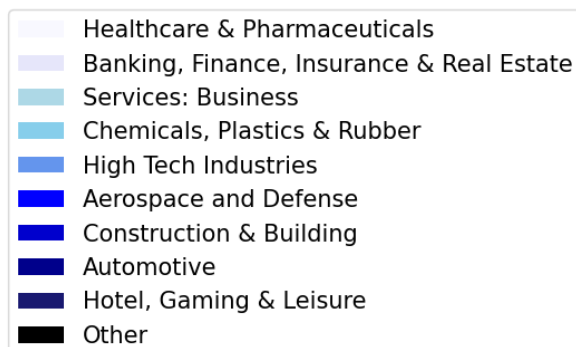 Healthcare & Pharmaceuticals
Banking, Finance, Insurance & Real Estate
Services: Business
Chemicals, Plastics & Rubber
High Tech Industries
Aerospace and Defense
Construction & Building
Automotive
Hotel, Gaming & Leisure
Other